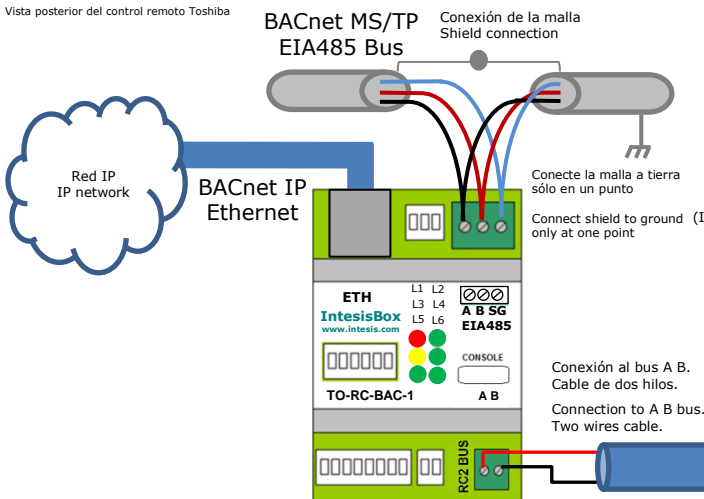 Vista posterior del control remoto Toshiba
BACnet MS/TP
EIA485 Bus
Conexión de la malla
Shield connection
Red IP
IP network
BACnet IP
Ethernet
Conecte la malla a tierra
sólo en un punto
Connect shield to ground (I
only at one point
ETH
IntesisBox
www.intesis.com
L1 L2
L3 L4
L5 L6
A B SG
EIA485
CONSOLE
TO-RC-BAC-1
A B
Conexión al bus A B.
Cable de dos hilos.
Connection to A B bus.
Two wires cable.
RC2 BUS